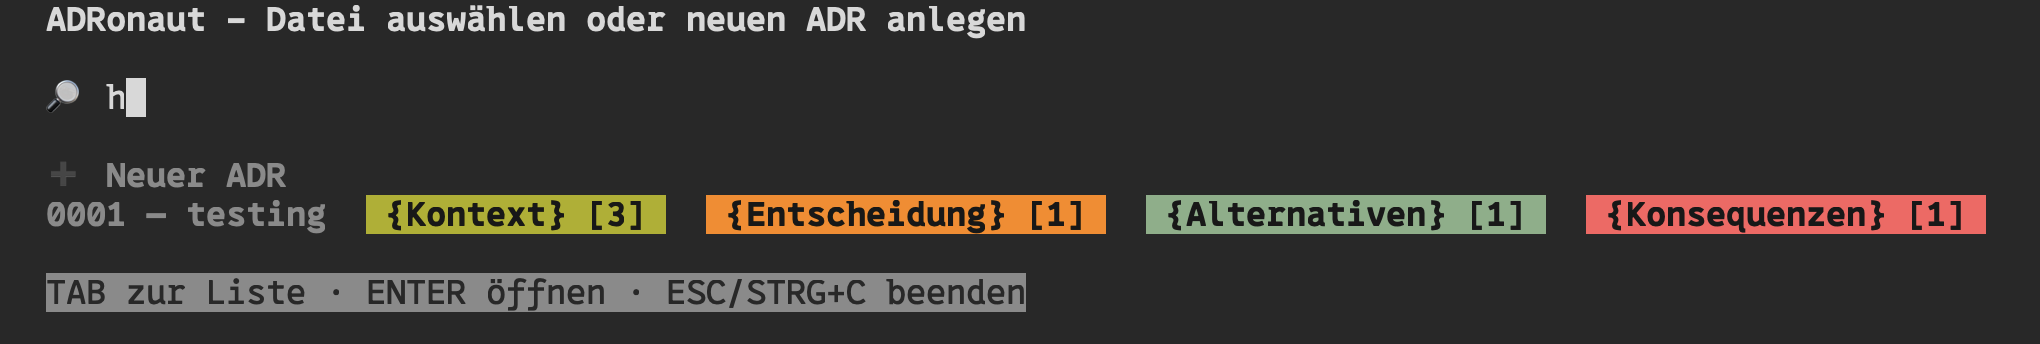 ADRonaut – Datei auswählen oder neuen ADR anlegen
🔎 h
➕ Neuer ADR
0001 — testing {Kontext} [3] {Entscheidung} [1] {Alternativen} [1] {Konsequenzen} [1]
TAB zur Liste · ENTER öffnen · ESC/STRG+C beenden